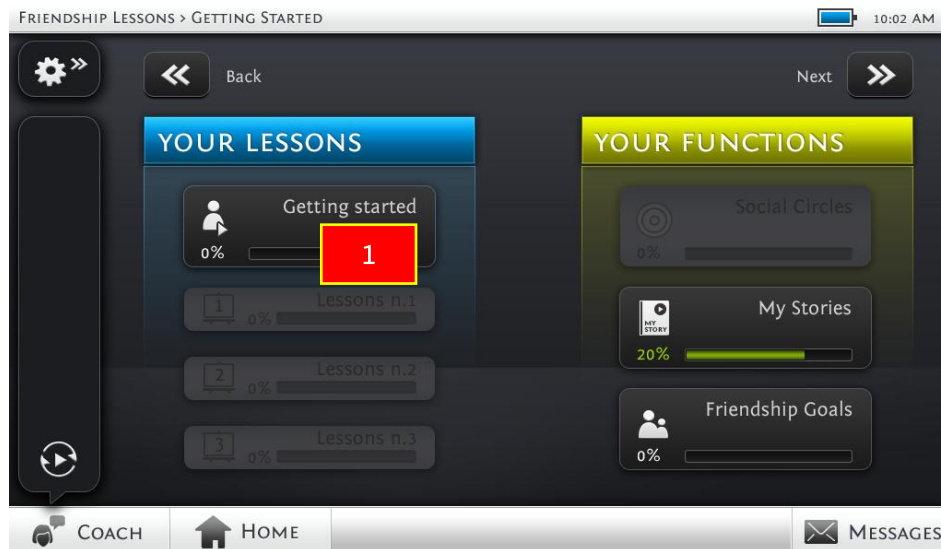 FRIENDSHIP LESSONS > GETTING STARTED
10:02 AM
Back
Next
YOUR LESSONS
YOUR FUNCTIONS
Getting started
0%
1
1
Lessons n.1
0%
2
Lessons n.2
0%
3
Lessons n.3
0%
Social Circles
0%
MY STORY
My Stories
20%
Friendship Goals
0%
COACH
HOME
MESSAGES